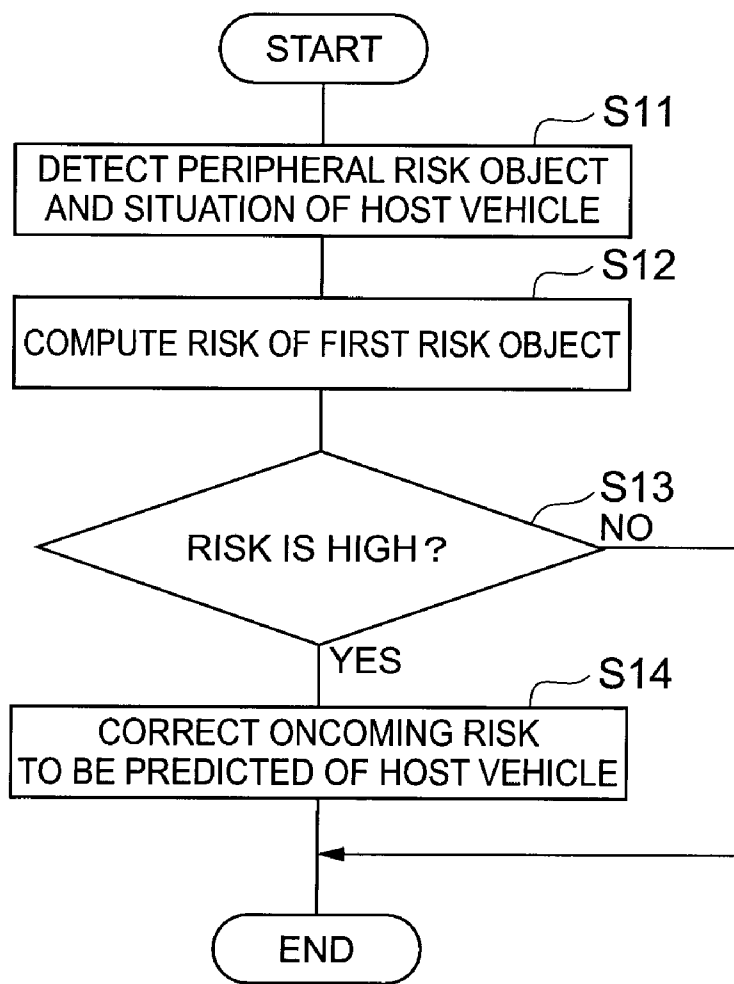 START
S11
DETECT PERIPHERAL RISK OBJECT
AND SITUATION OF HOST VEHICLE
S12
COMPUTE RISK OF FIRST RISK OBJECT
S13
RISK IS HIGH?
NO
YES
S14
CORRECT ONCOMING RISK
TO BE PREDICTED OF HOST VEHICLE
END